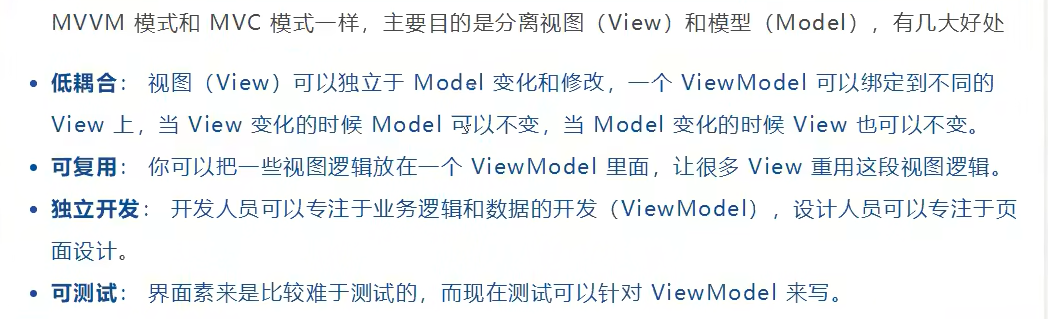 MVVM 模式和 MVC 模式一样，主要目的是分离视图（View）和模型（Model），有几大好处
• 低耦合： 视图（View）可以独立于 Model 变化和修改，一个 ViewModel 可以绑定到不同的
View 上，当 View 变化的时候 Model 可以不变，当 Model 变化的时候 View 也可以不变。
• 可复用： 你可以把一些视图逻辑放在一个 ViewModel 里面，让很多 View 重用这段视图逻辑。
• 独立开发： 开发人员可以专注于业务逻辑和数据的开发（ViewModel），设计人员可以专注于页
面设计。
• 可测试： 界面素来是比较难于测试的，而现在测试可以针对 ViewModel 来写。